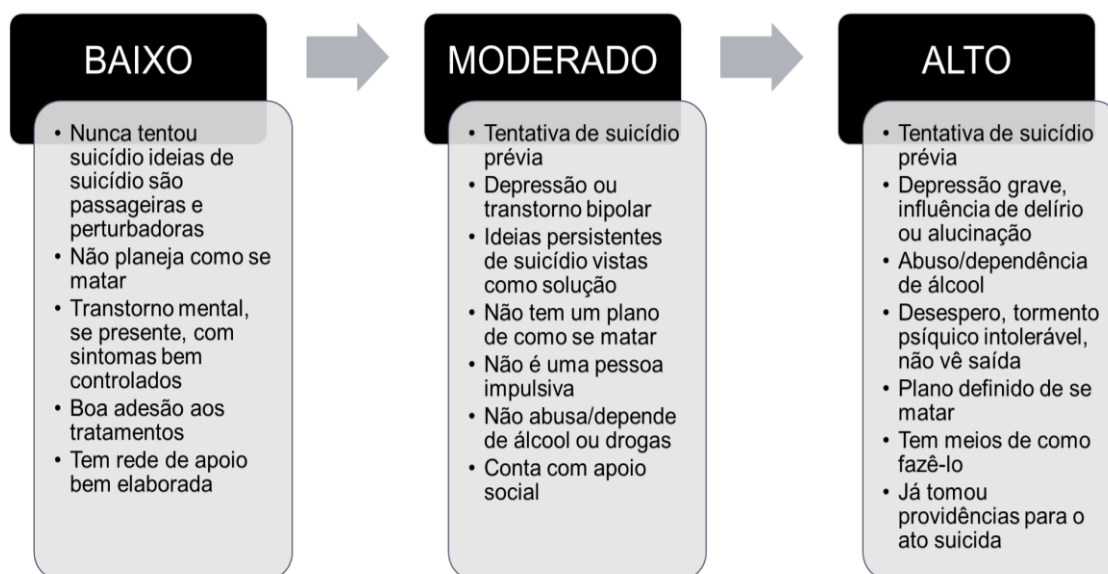 BAIXO
• Nunca tentou
suicídio ideias de
suicídio são
passageiras e
perturbadoras
• Não planeja como se
matar
• Transtorno mental,
se presente, com
sintomas bem
controlados
• Boa adesão aos
tratamentos
• Tem rede de apoio
bem elaborada
MODERADO
• Tentativa de suicídio
prévia
• Depressão ou
transtorno bipolar
• Ideias persistentes
de suicídio vistas
como solução
• Não tem um plano
de como se matar
• Não é uma pessoa
impulsiva
• Não abusa/depende
de álcool ou drogas
• Conta com apoio
social
ALTO
• Tentativa de suicídio
prévia
• Depressão grave,
influência de delírio
ou alucinação
• Abuso/dependência
de álcool
• Desespero, tormento
psíquico intolerável,
não vê saída
• Plano definido de se
matar
• Tem meios de como
fazê-lo
• Já tomou
providências para o
ato suicida